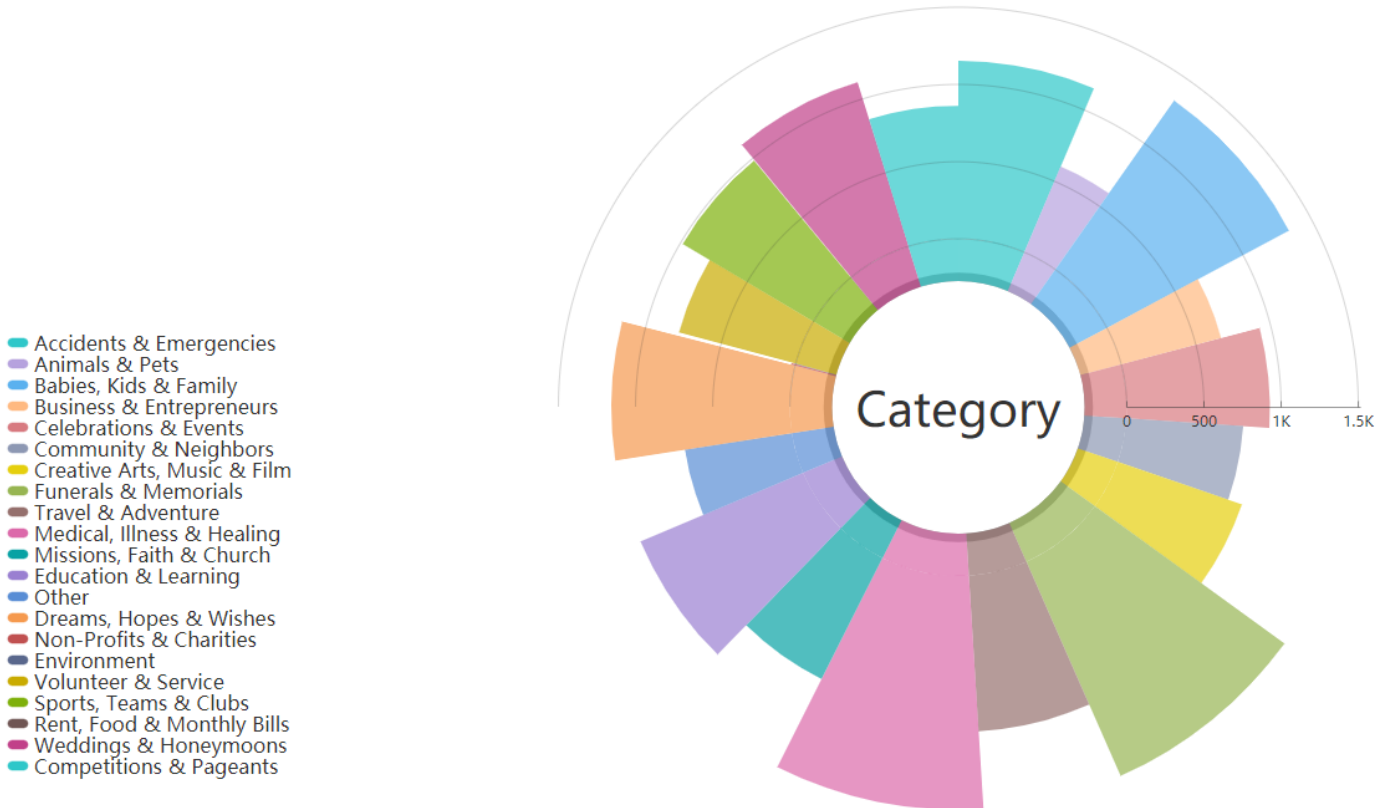 Accidents & Emergencies
Animals & Pets
Babies, Kids & Family
Business & Entrepreneurs
Celebrations & Events
Community & Neighbors
Creative Arts, Music & Film
Funerals & Memorials
Travel & Adventure
Medical, Illness & Healing
Missions, Faith & Church
Education & Learning
Other
Dreams, Hopes & Wishes
Non-Profits & Charities
Environment
Volunteer & Service
Sports, Teams & Clubs
Rent, Food & Monthly Bills
Weddings & Honeymoons
Competitions & Pageants
Category
0 500 1K 1.5K